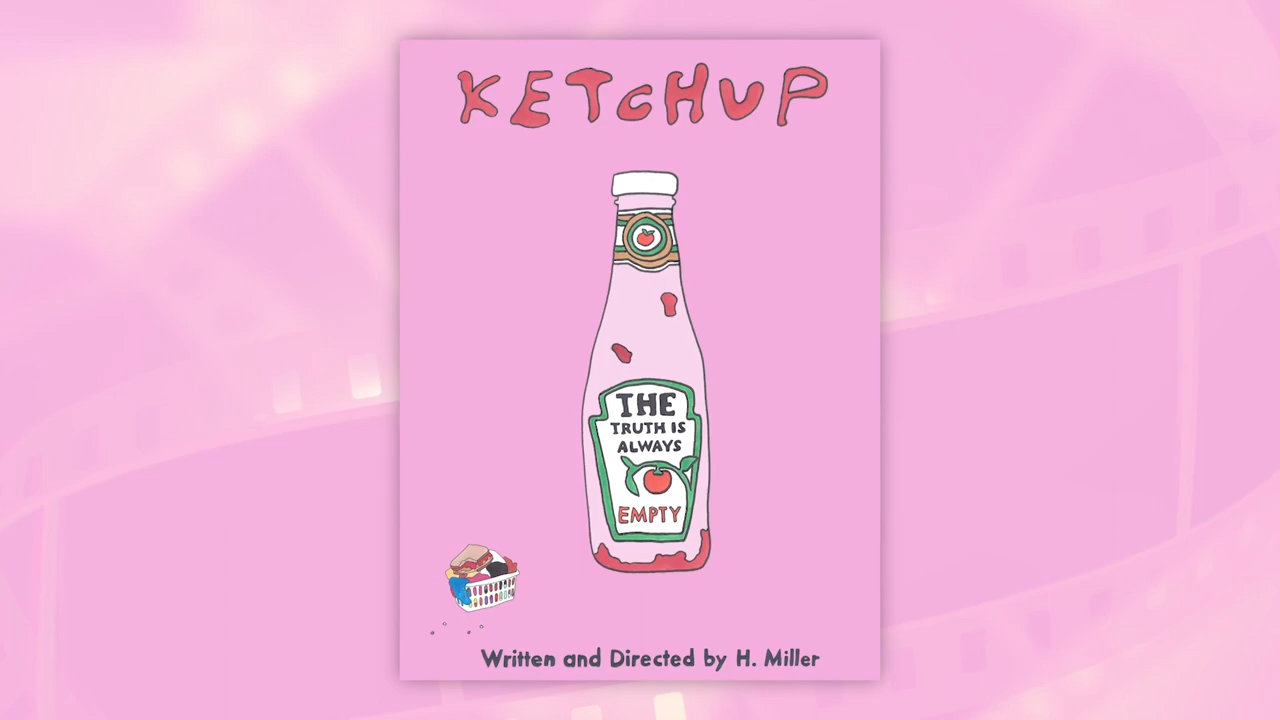 KETCHUP
THE
TRUTH IS
ALWAYS
EMPTY
Written and Directed by H. Miller